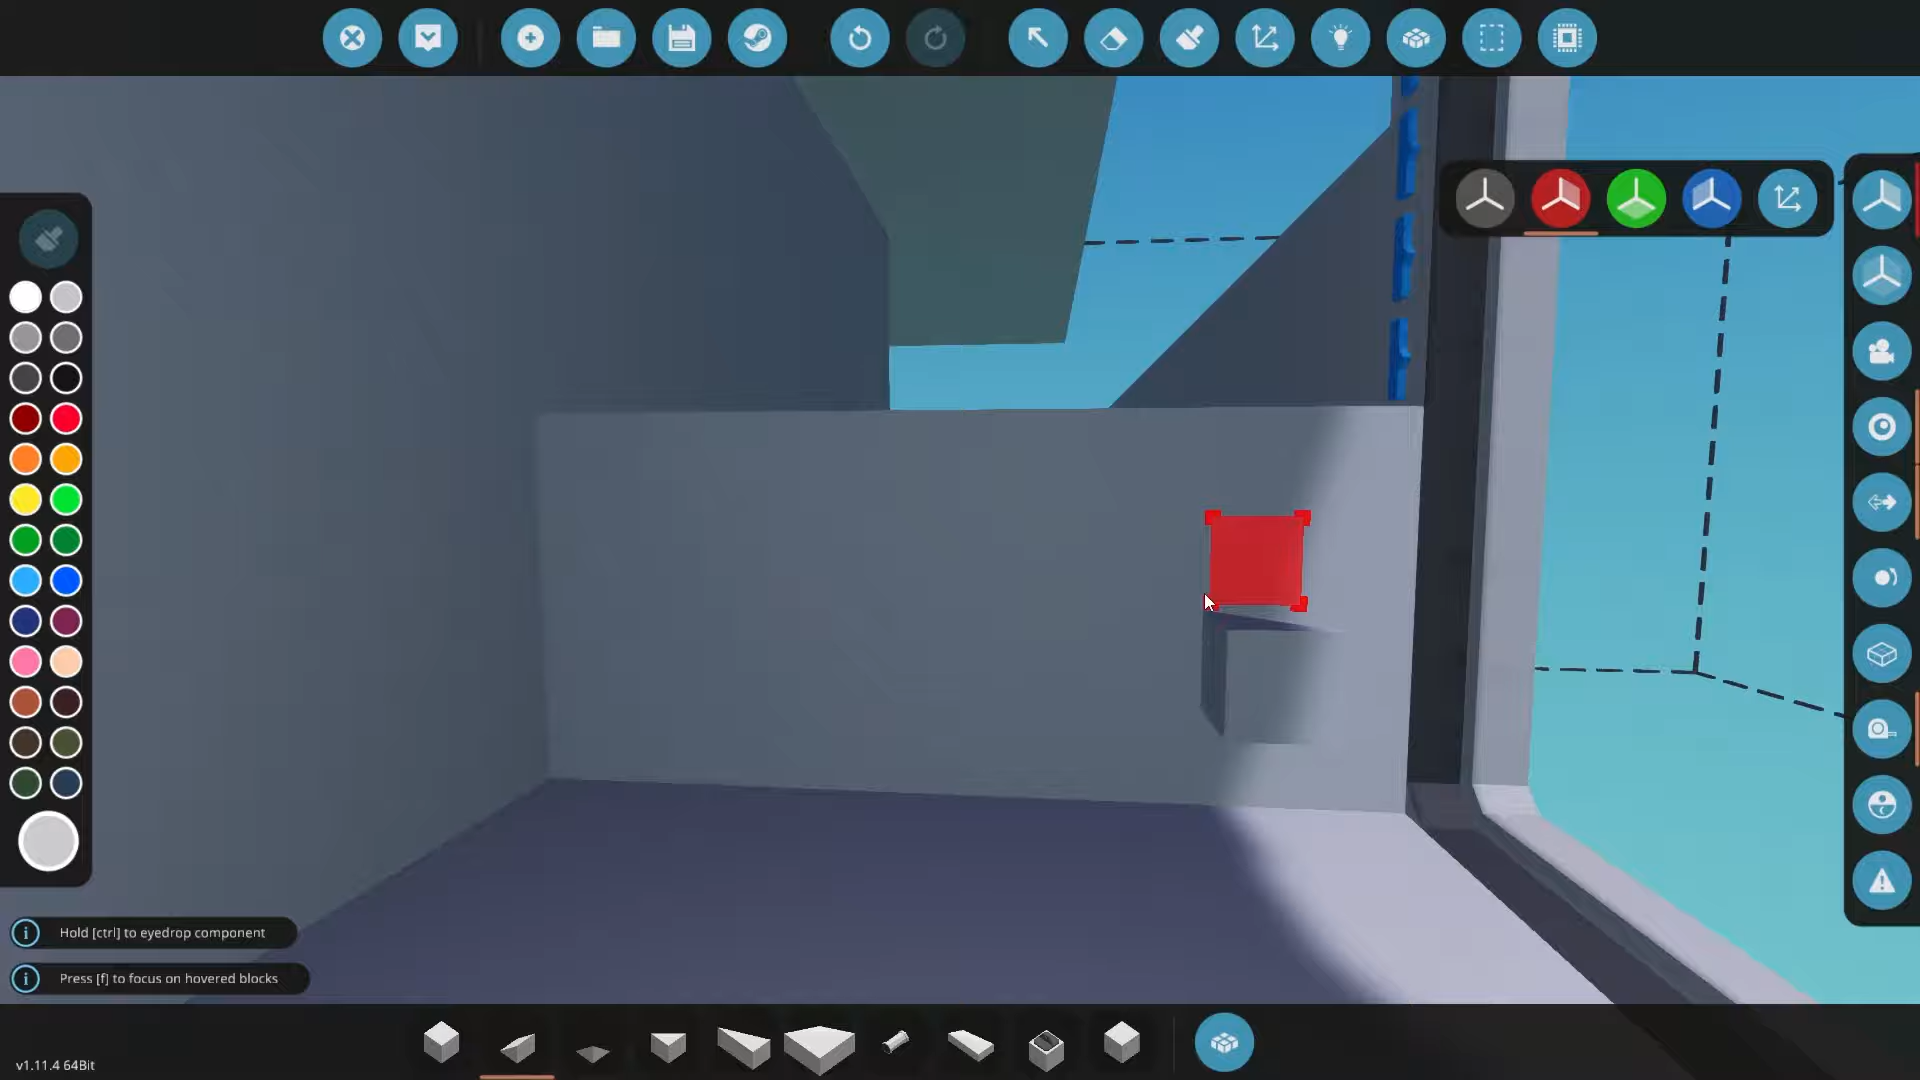 Hold [ctrl] to eyedrop component
Press [f] to focus on hovered blocks
v1.11.4 64Bit